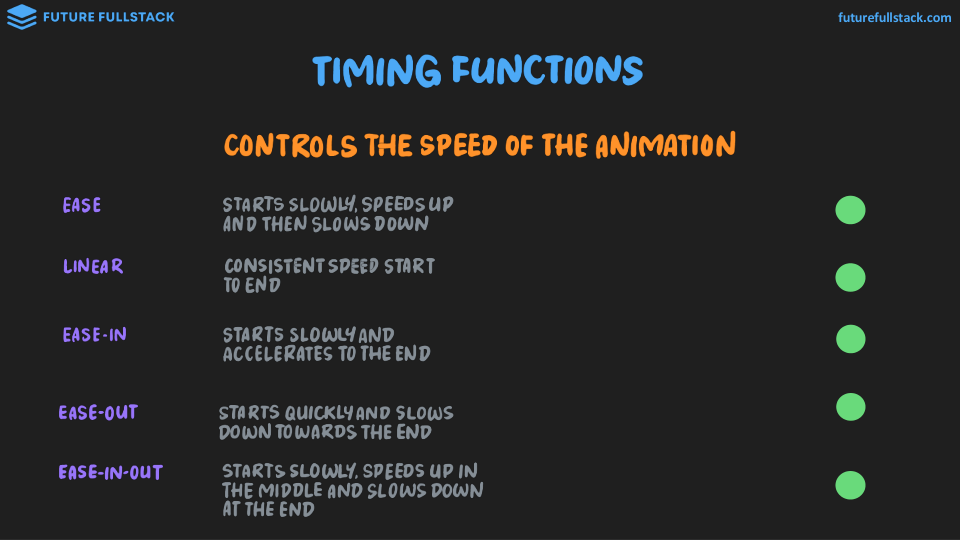 FUTURE FULLSTACK
futurefullstack.com
TIMING FUNCTIONS
CONTROLS THE SPEED OF THE ANIMATION
EASE
STARTS SLOWLY, SPEEDS UP
AND THEN SLOWS DOWN
LINEAR
CONSISTENT SPEED START
TO END
EASE-IN
STARTS SLOWLY AND
ACCELERATES TO THE END
EASE-OUT
STARTS QUICKLY AND SLOWS
DOWN TOWARDS THE END
EASE-IN-OUT
STARTS SLOWLY, SPEEDS UP IN
THE MIDDLE AND SLOWS DOWN
AT THE END